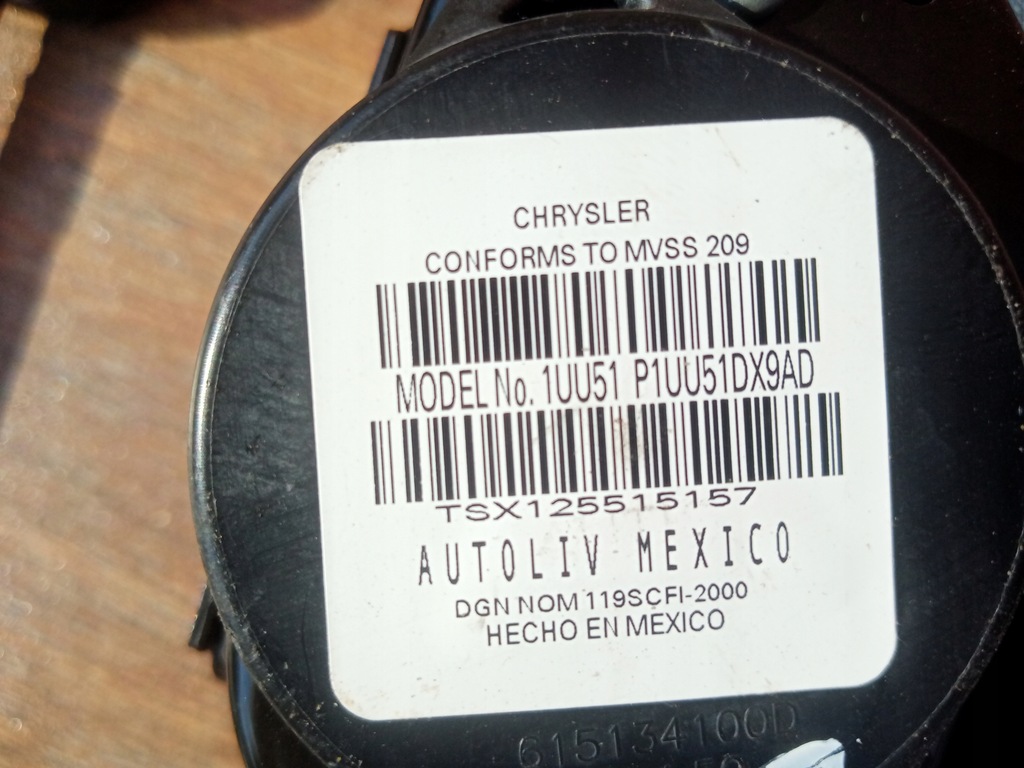 CHRYSLER
CONFORMS TO MVSS 209
MODEL No. 1UU51 P1UU51DX9AD
TSX125515157
AUTOLIV MEXICO
DGN NOM 119SCFI-2000
HECHO EN MEXICO
615134100D